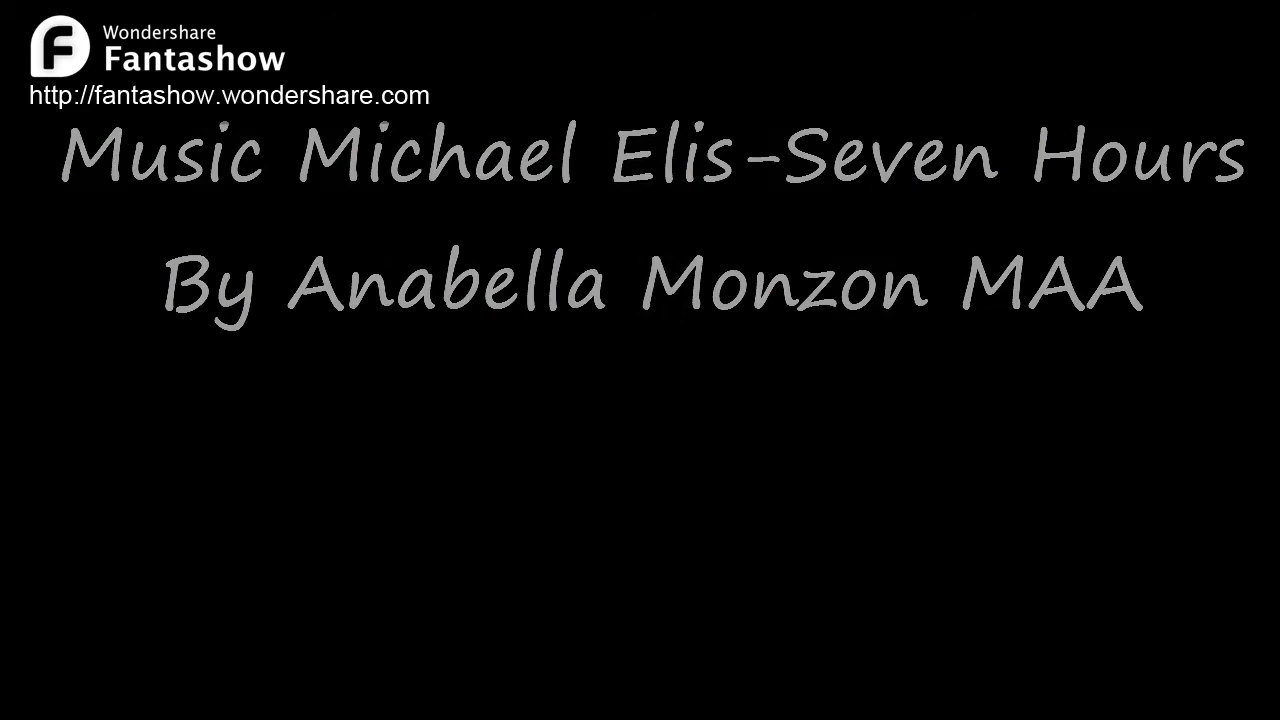 Wondershare
Fantashow
http://fantashow.wondershare.com
Music Michael Elis-Seven Hours
By Anabella Monzon MAA